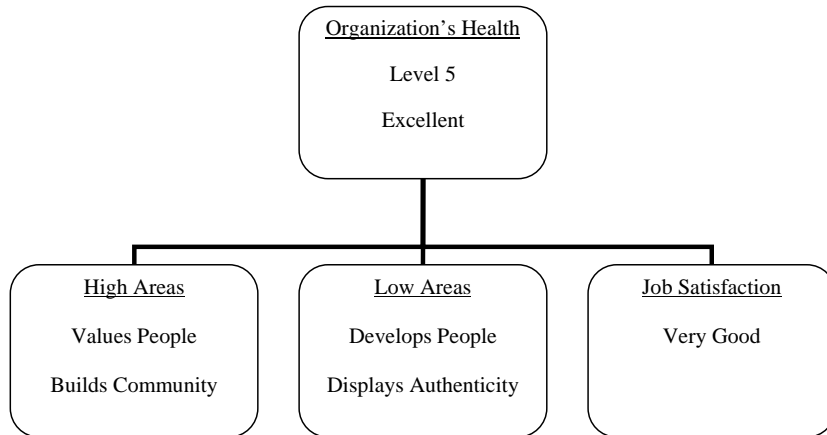 Organization’s Health
Level 5
Excellent
High Areas
Values People
Builds Community
Low Areas
Develops People
Displays Authenticity
Job Satisfaction
Very Good